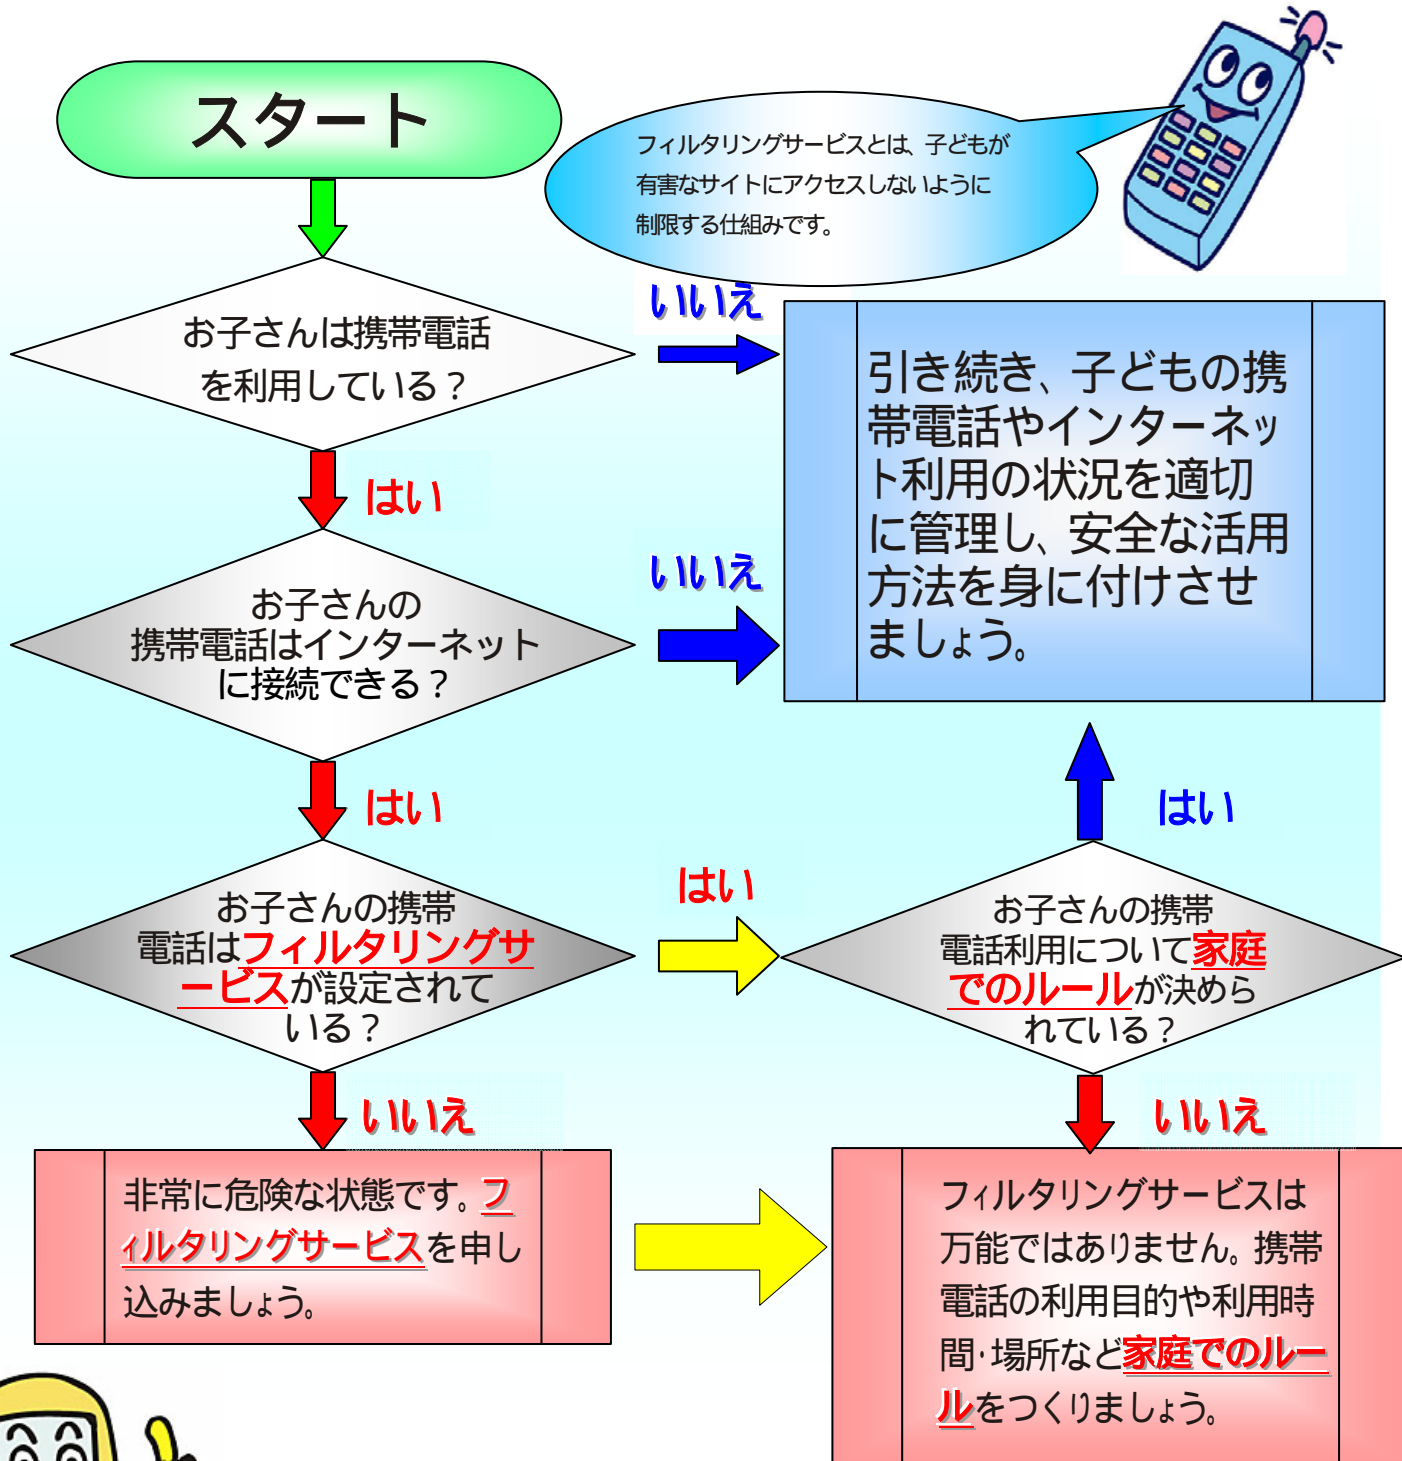 スタート
フィルタリングサービスとは、子どもが
有害なサイトにアクセスしないように
制限する仕組みです。
お子さんは携帯電話
を利用している？
いいえ
引き続き、子どもの携
帯電話やインターネッ
ト利用の状況を適切
に管理し、安全な活用
方法を身に付けさせ
ましょう。
はい
お子さんの
携帯電話はインターネット
に接続できる？
いいえ
はい
お子さんの携帯
電話はフィルタリングサ
ービスが設定されて
いる？
はい
お子さんの携帯
電話利用について家庭
でのルールが決めら
れている？
はい
いいえ
非常に危険な状態です。フ
ィルタリングサービスを申し
込みましょう。
いいえ
フィルタリングサービスは
万能ではありません。携帯
電話の利用目的や利用時
間・場所など家庭でのルー
ルをつくりましょう。